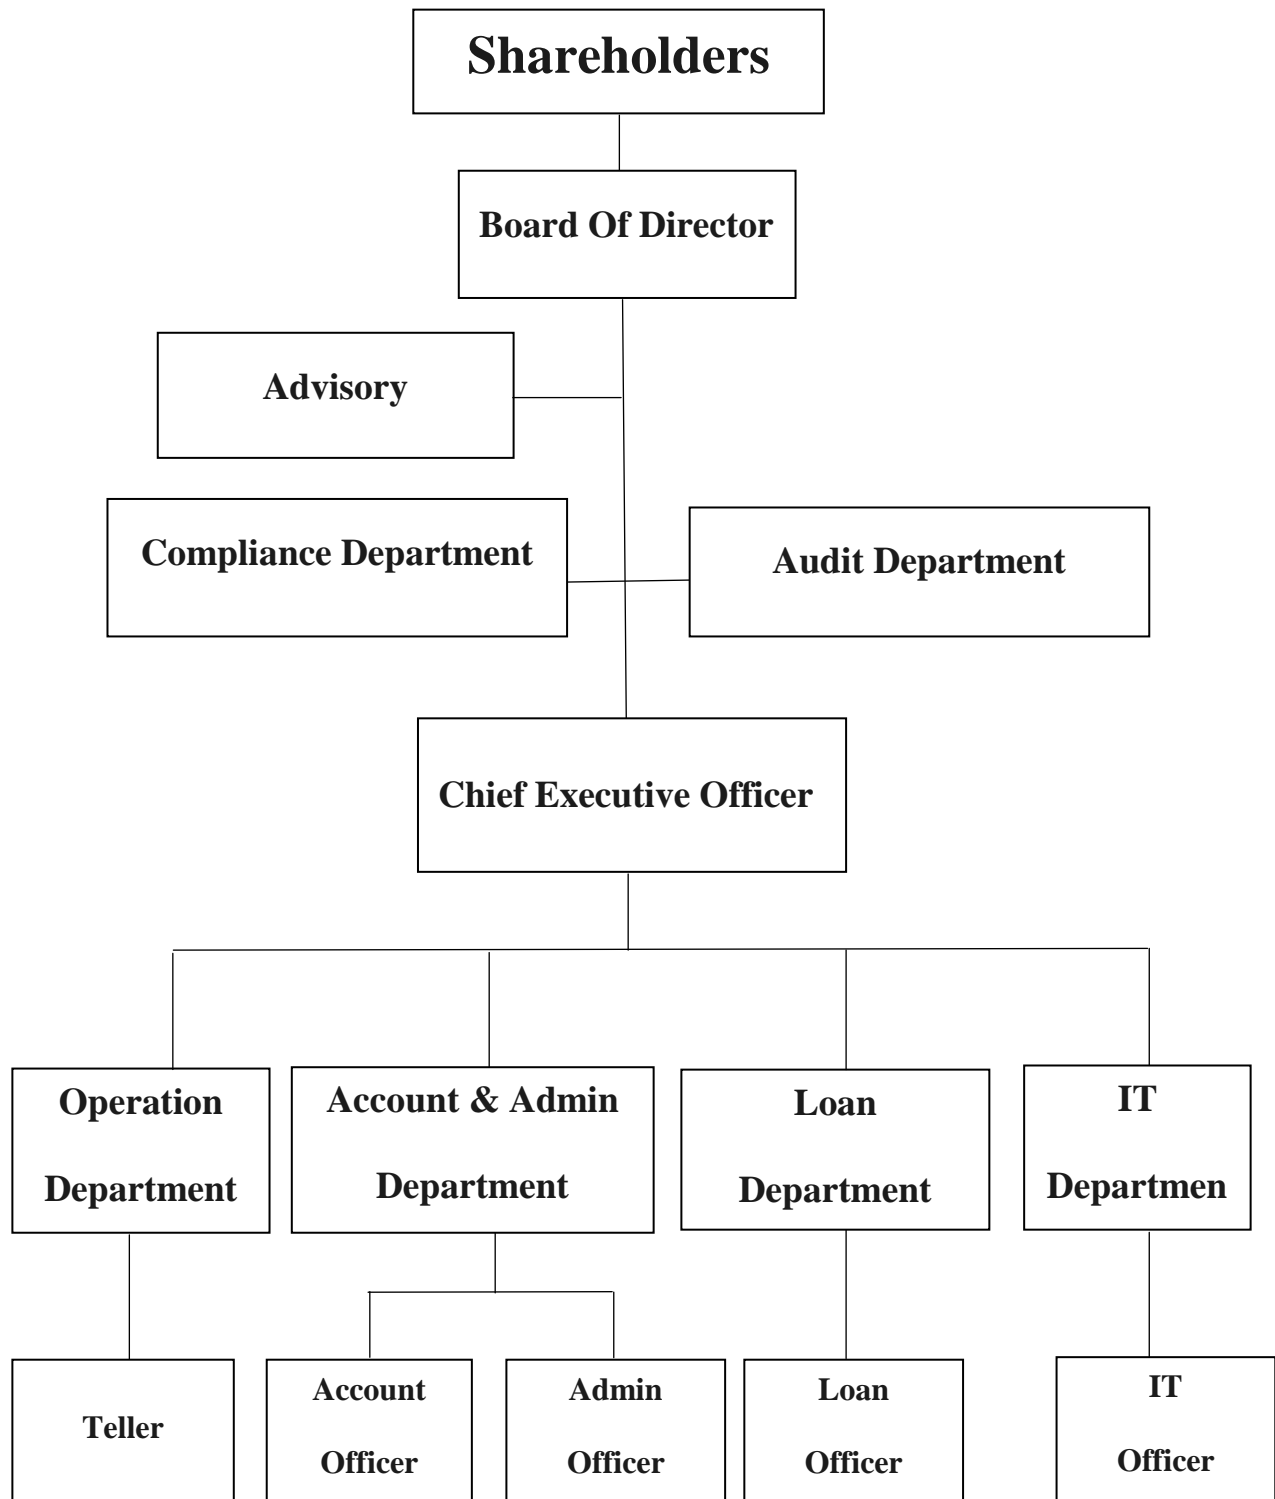 Shareholders
Board Of Director
Advisory
Compliance Department
Audit Department
Chief Executive Officer
Operation
Department
Account & Admin
Department
Loan
Department
IT
Departmen
Teller
Account
Officer
Admin
Officer
Loan
Officer
IT
Officer